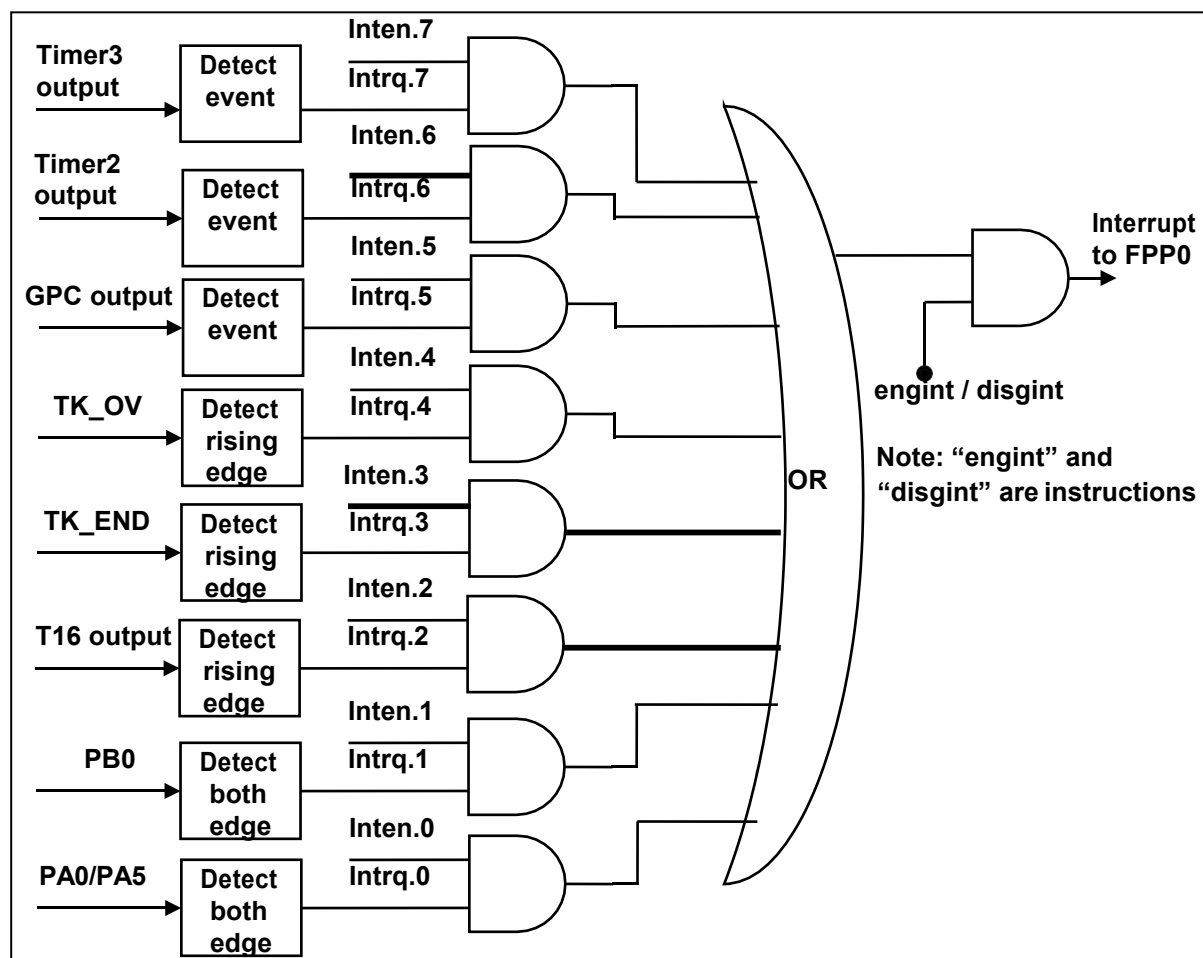 Inten.7
Timer3
output
Detect
event
Intrq.7
Inten.6
Timer2
output
Detect
event
Intrq.6
Inten.5
GPC output
Detect
event
Intrq.5
Inten.4
TK_OV
Detect
rising
edge
Intrq.4
Inten.3
TK_END
Detect
rising
edge
Intrq.3
Inten.2
T16 output
Detect
rising
edge
Intrq.2
Inten.1
PB0
Detect
both
edge
Intrq.1
Inten.0
PA0/PA5
Detect
both
edge
Intrq.0
OR
Interrupt
to FPP0
engint / disgint
Note: “engint” and
“disgint” are instructions